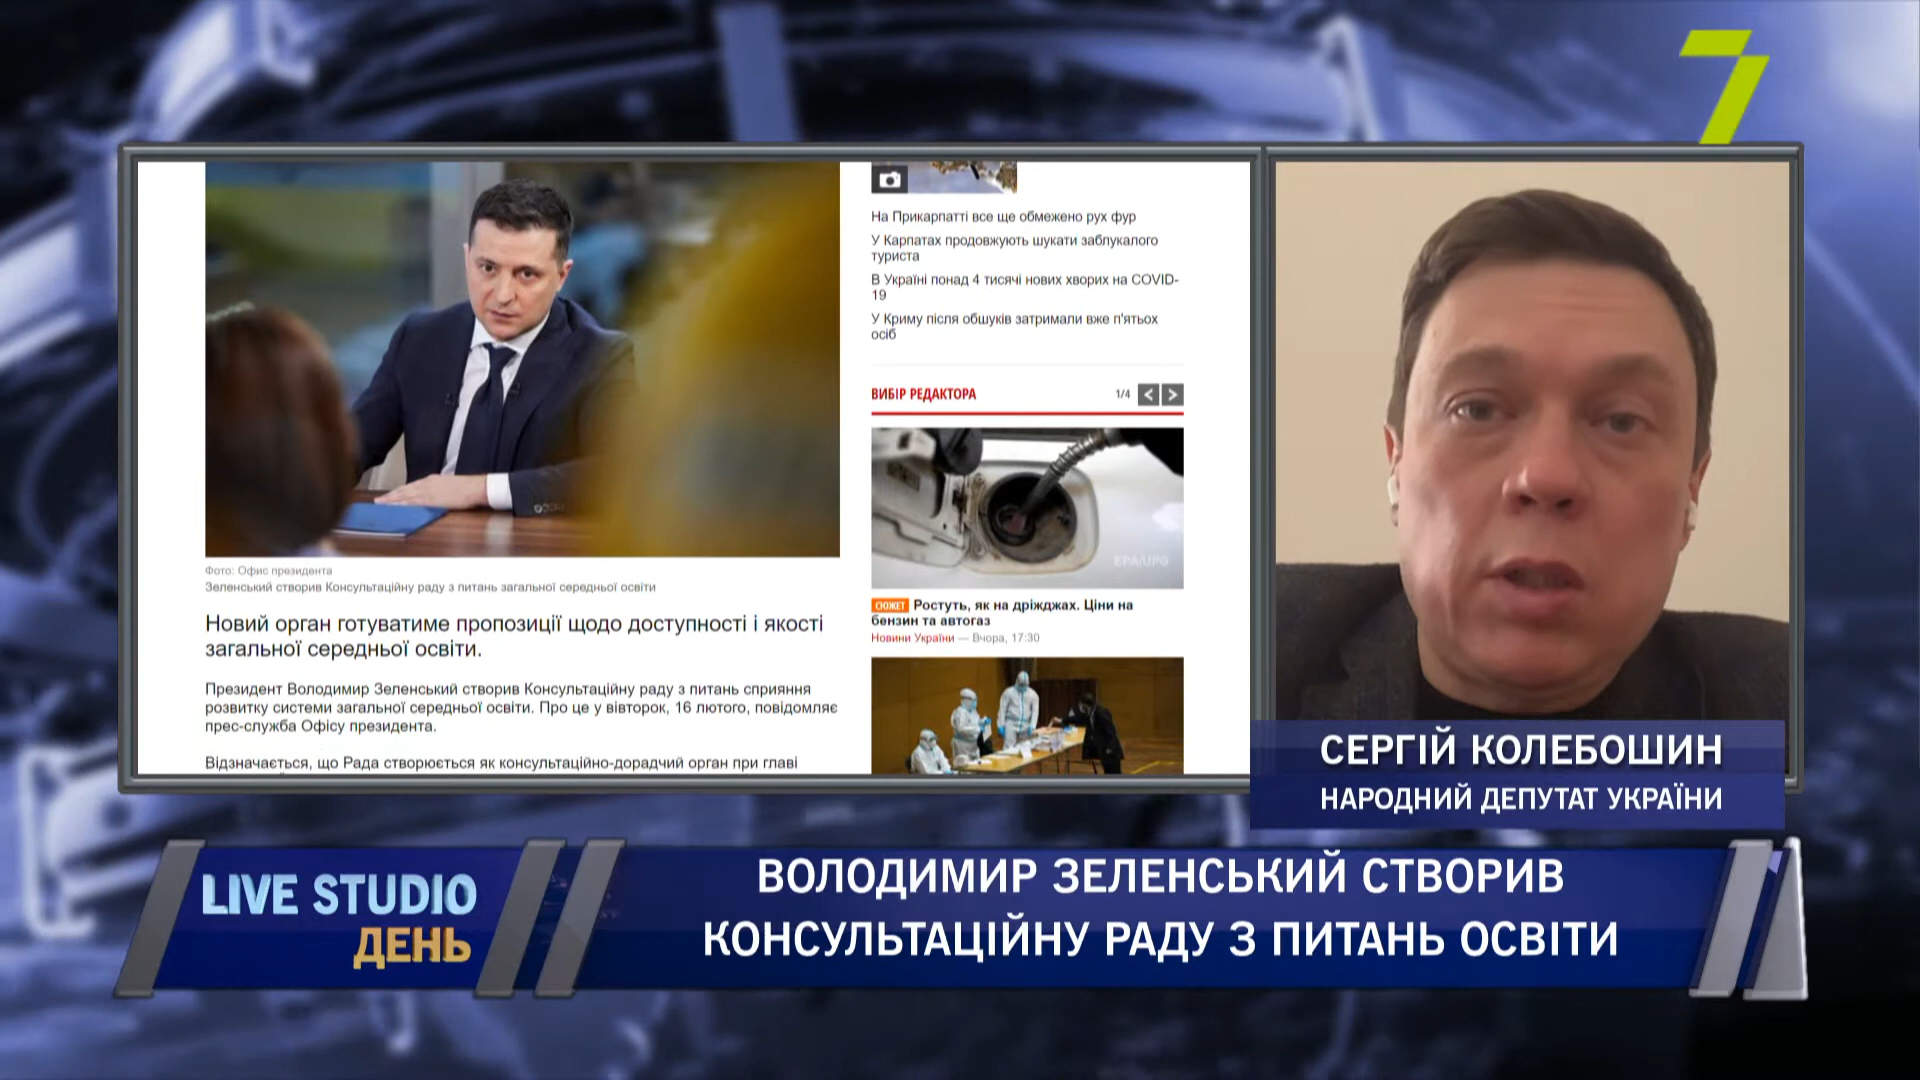 7
Фото: Офис президента
Зеленський створив Консультаційну раду з питань загальної середньої освіти
Новий орган готуватиме пропозиції щодо доступності і якості
загальної середньої освіти.
Президент Володимир Зеленський створив Консультаційну раду з питань сприяння
розвитку системи загальної середньої освіти. Про це у вівторок, 16 лютого, повідомляє
прес-служба Офісу президента.
Відзначається, що Рада створюється як консультаційно-дорадчий орган при главі
На Прикарпатті все ще обмежено рух фур
У Карпатах продовжують шукати заблукалого
туриста
В Україні понад 4 тисячі нових хворих на COVID-
19
У Криму після обшуків затримали вже п'ятьох
осіб
ВИБІР РЕДАКТОРА 1/4 < >
EPA/UPG
СЮЖЕТ Ростуть, як на дріжджах. Ціни на
бензин та автогаз
Новини України — Вчора, 17:30
СЕРГІЙ КОЛЕБОШИН
НАРОДНИЙ ДЕПУТАТ УКРАЇНИ
LIVE STUDIO
ДЕНЬ
ВОЛОДИМИР ЗЕЛЕНСЬКИЙ СТВОРИВ
КОНСУЛЬТАЦІЙНУ РАДУ З ПИТАНЬ ОСВІТИ